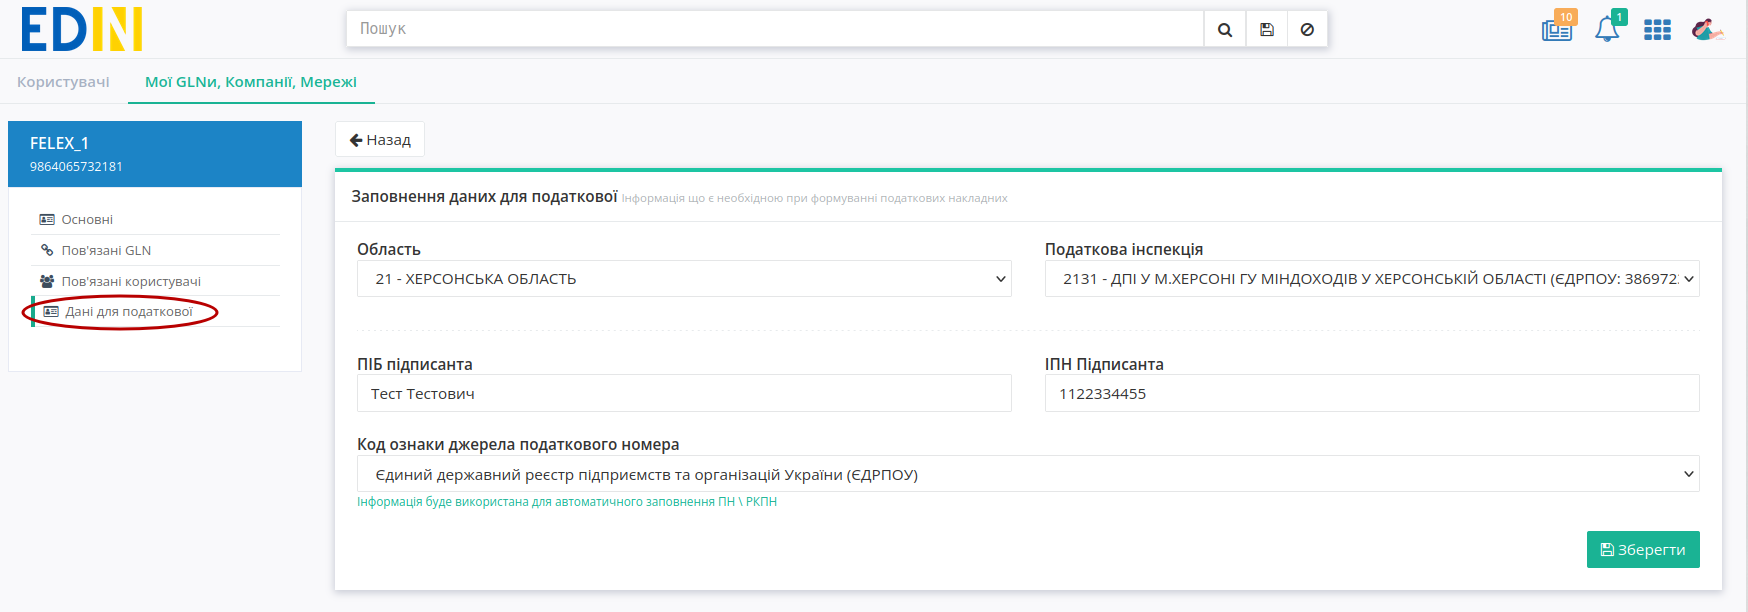 EDIN
Пошук
10
1
Користувачі
Мої GLNи, Компанії, Мережі
FELEX_1
9864065732181
Основні
Пов'язані GLN
Пов'язані користувачі
Дані для податкової
Назад
Заповнення даних для податкової Інформація що є необхідною при формуванні податкових накладних
Область
Податкова інспекція
21 - ХЕРСОНСЬКА ОБЛАСТЬ
2131 - ДПІ У М.ХЕРСОНІ ГУ МІНДОХОДІВ У ХЕРСОНСЬКІЙ ОБЛАСТІ (ЄДРПОУ: 386972
ПІБ підписанта
ІПН Підписанта
Тест Тестович
1122334455
Код ознаки джерела податкового номера
Єдиний державний реєстр підприємств та організацій України (ЄДРПОУ)
Інформація буде використана для автоматичного заповнення ПН \ РКПН
Зберегти